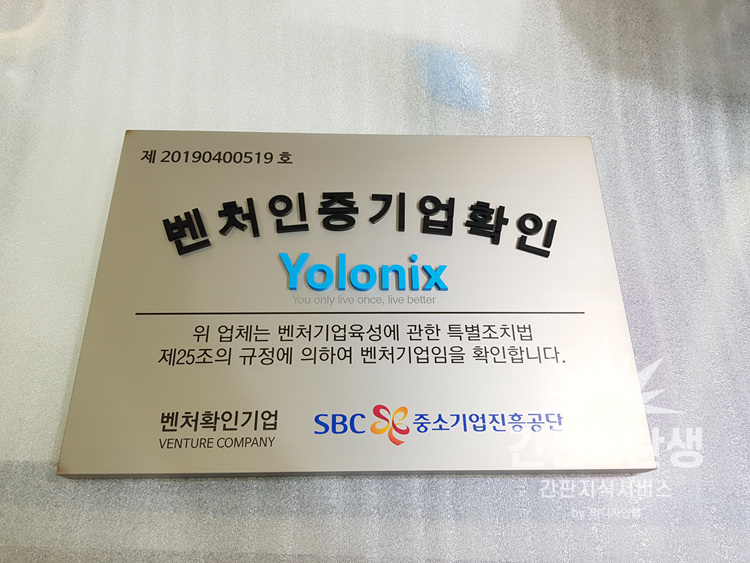 제 20190400519 호
벤처인증기업확인
Yolonix
You only live once, live better
위 업체는 벤처기업육성에 관한 특별조치법
제25조의 규정에 의하여 벤처기업임을 확인합니다.
벤처확인기업
VENTURE COMPANY
SBC 중소기업진흥공단
간판지식서비스
by